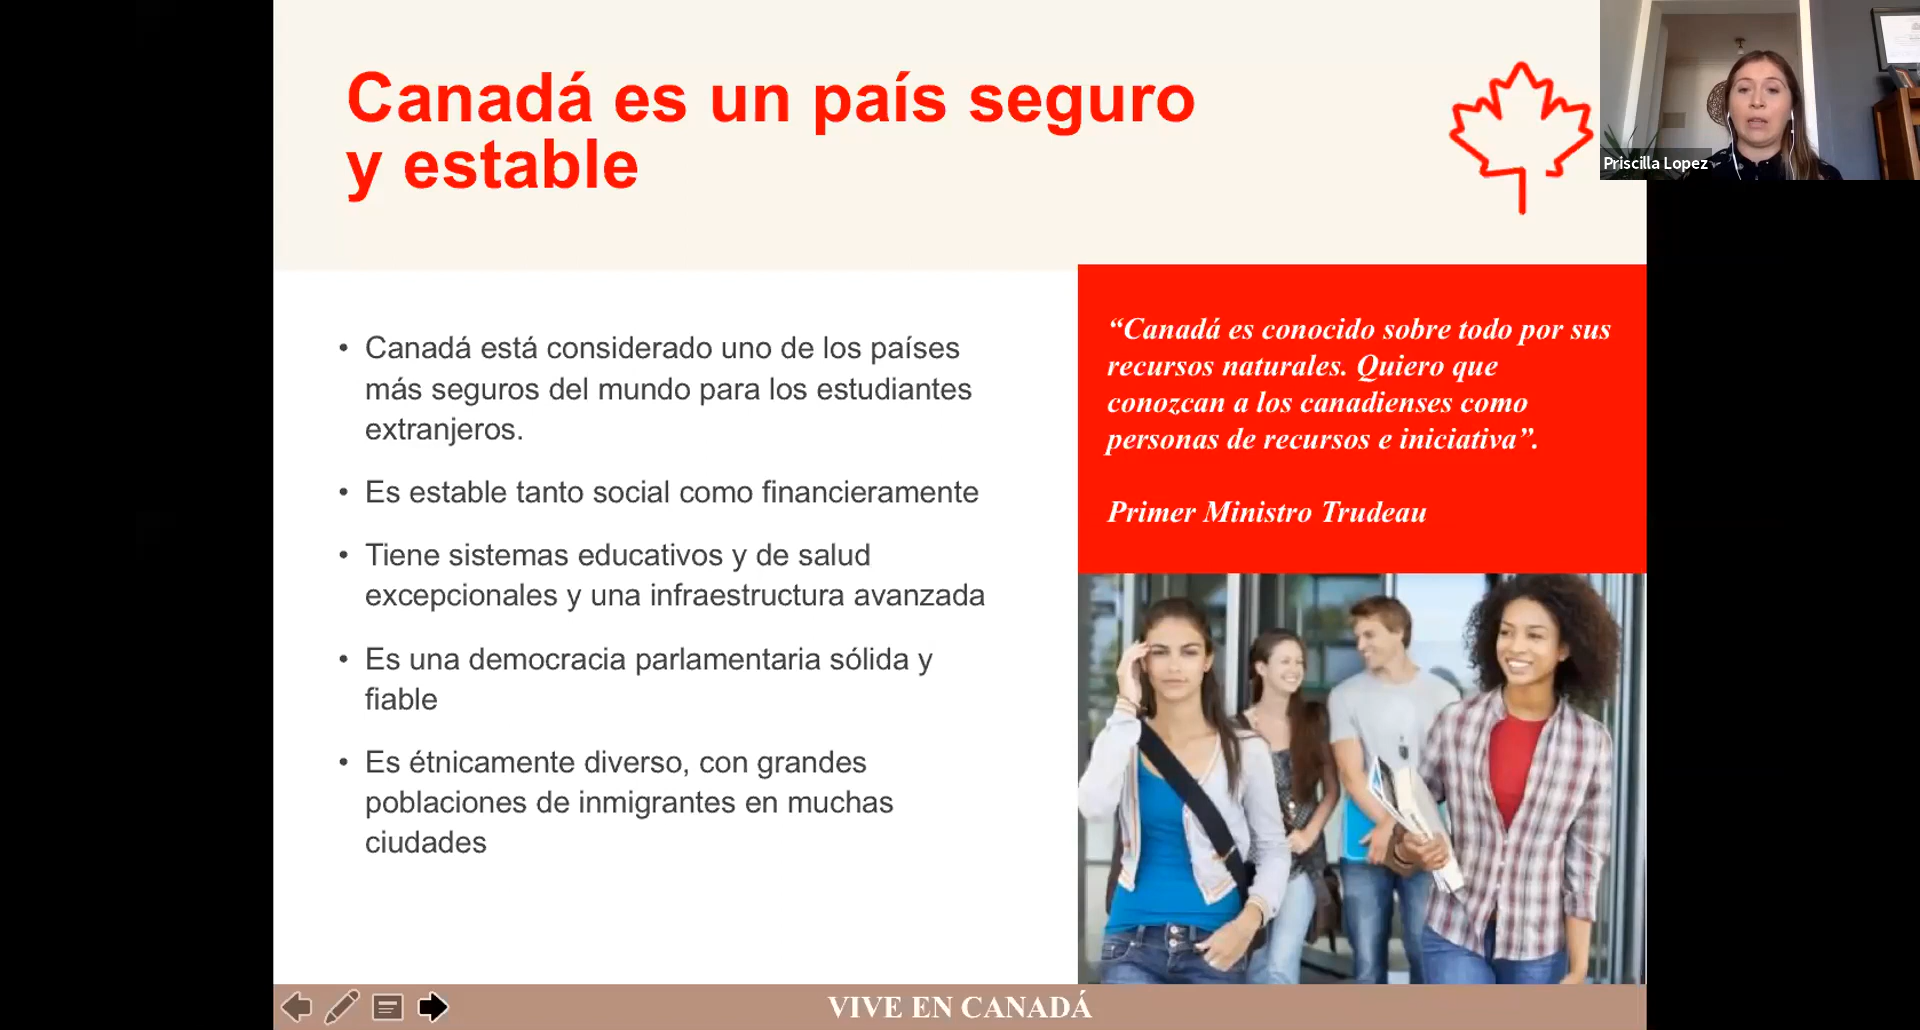 Canadá es un país seguro
y estable
Priscilla Lopez
• Canadá está considerado uno de los países
más seguros del mundo para los estudiantes
extranjeros.
• Es estable tanto social como financieramente
• Tiene sistemas educativos y de salud
excepcionales y una infraestructura avanzada
• Es una democracia parlamentaria sólida y
fiable
• Es étnicamente diverso, con grandes
poblaciones de inmigrantes en muchas
ciudades
“Canadá es conocido sobre todo por sus
recursos naturales. Quiero que
conozcan a los canadienses como
personas de recursos e iniciativa”.
Primer Ministro Trudeau
VIVE EN CANADÁ